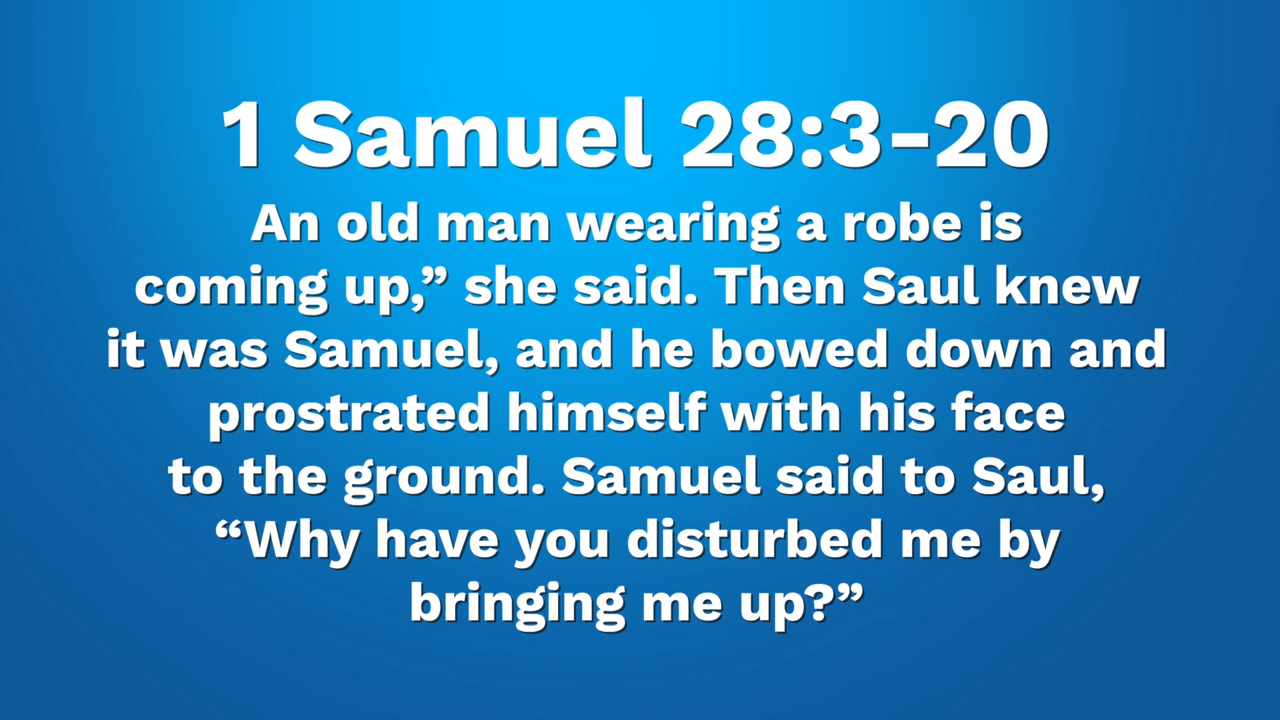 1 Samuel 28:3-20
An old man wearing a robe is
coming up,” she said. Then Saul knew
it was Samuel, and he bowed down and
prostrated himself with his face
to the ground. Samuel said to Saul,
“Why have you disturbed me by
bringing me up?”